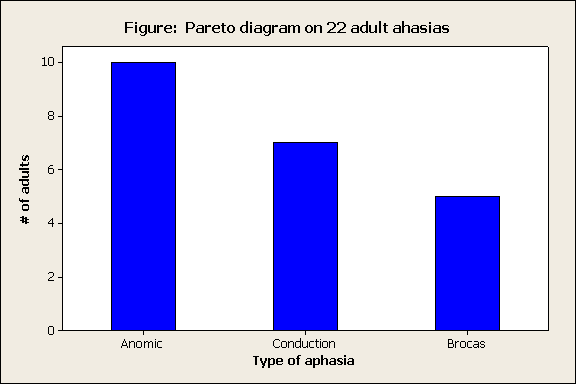 Figure: Pareto diagram on 22 adult ahasias
10
8
6
4
2
0
# of adults
Anomic Conduction Brocas
Type of aphasia